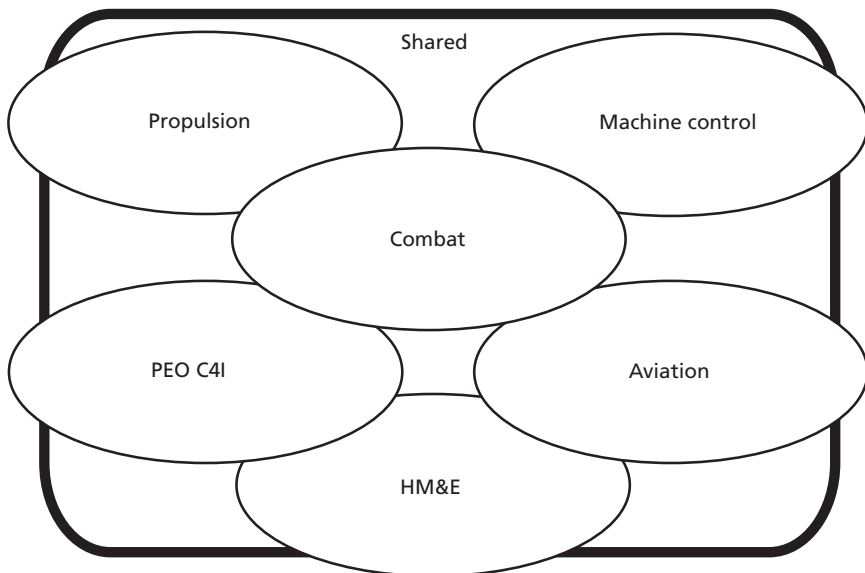 Shared
Propulsion
Machine control
Combat
PEO C4I
Aviation
HM&E